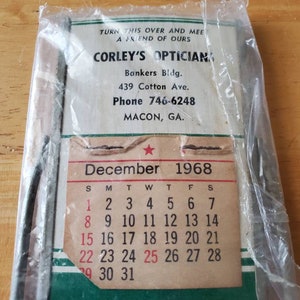 TURN THIS OVER AND MEET
A FRIEND OF OURS
CORLEY'S OPTICIANS
Bankers Bldg.
439 Cotton Ave.
Phone 746-6248
MACON, GA.
December 1968
S M T W T F S
1 2 3 4 5 6 7
8 9 10 11 12 13 14
15 16 17 18 19 20 21
22 23 24 25 26 27 28
29 30 31